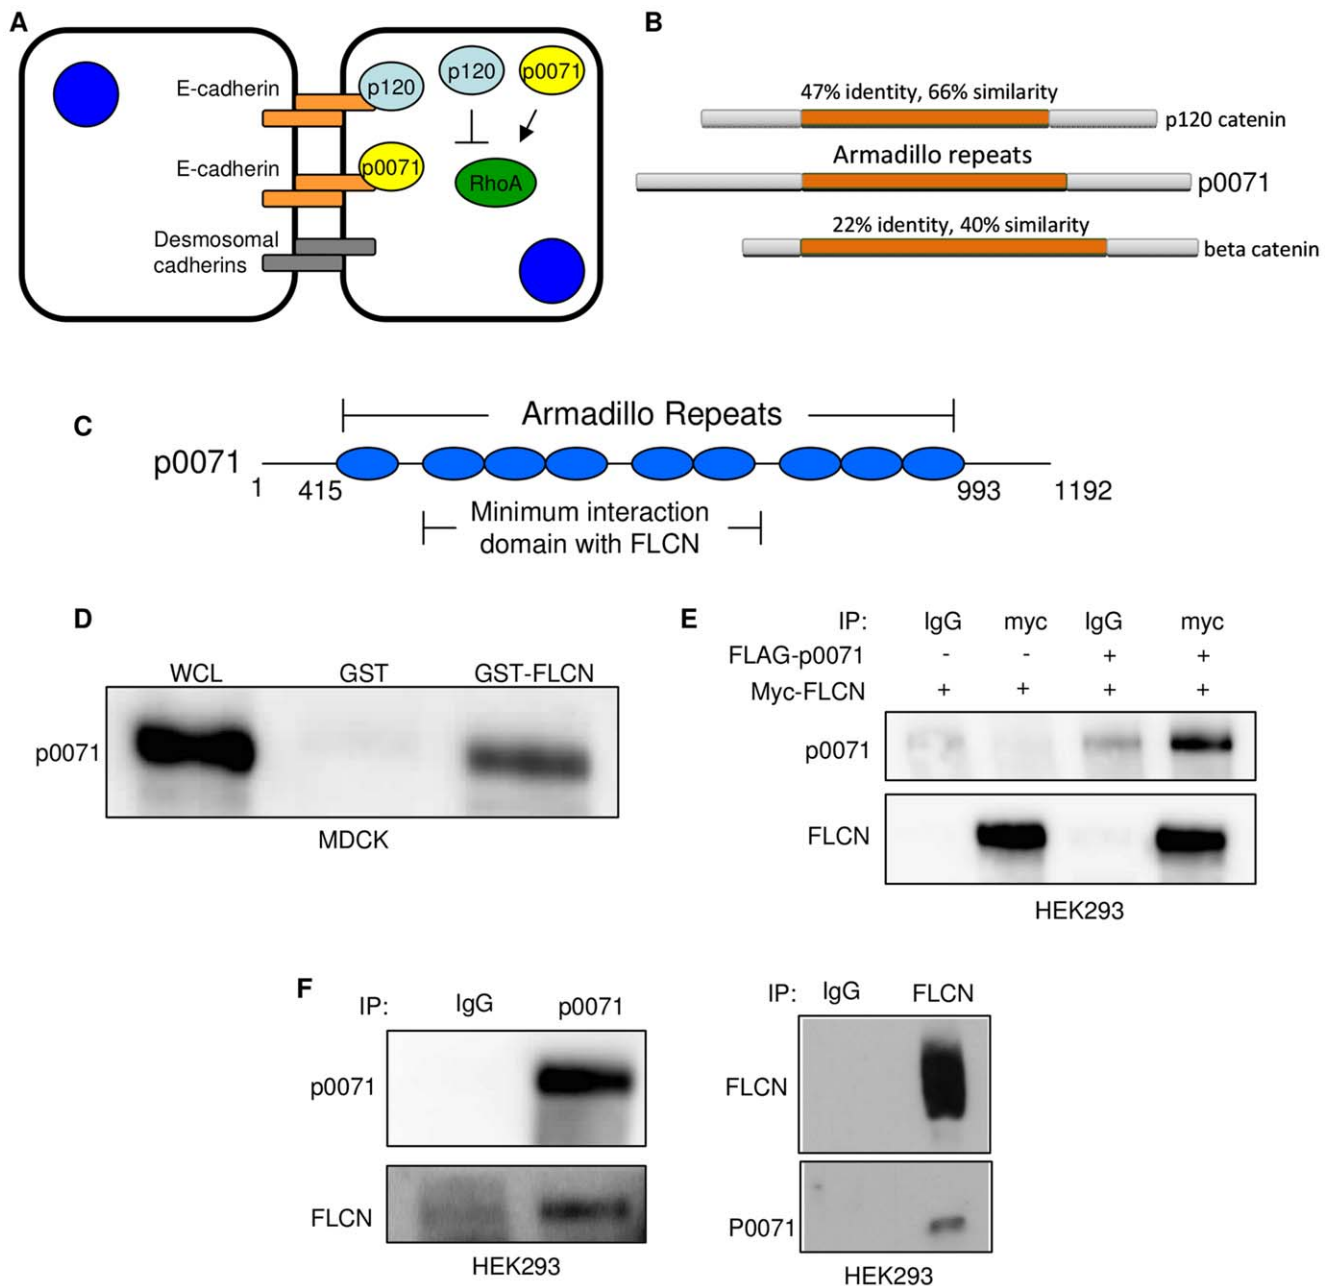 A
E-cadherin
p120
p120
p0071
E-cadherin
p0071
RhoA
Desmosomal
cadherins
B
47% identity, 66% similarity
p120 catenin
Armadillo repeats
p0071
22% identity, 40% similarity
beta catenin
C
Armadillo Repeats
p0071
1
415
993
1192
Minimum interaction
domain with FLCN
D
WCL GST GST-FLCN
p0071
MDCK
E
IP: IgG myc IgG myc
FLAG-p0071 - - + +
Myc-FLCN + + + +
p0071
FLCN
HEK293
F
IP: IgG p0071
p0071
FLCN
HEK293
IP: IgG FLCN
FLCN
P0071
HEK293